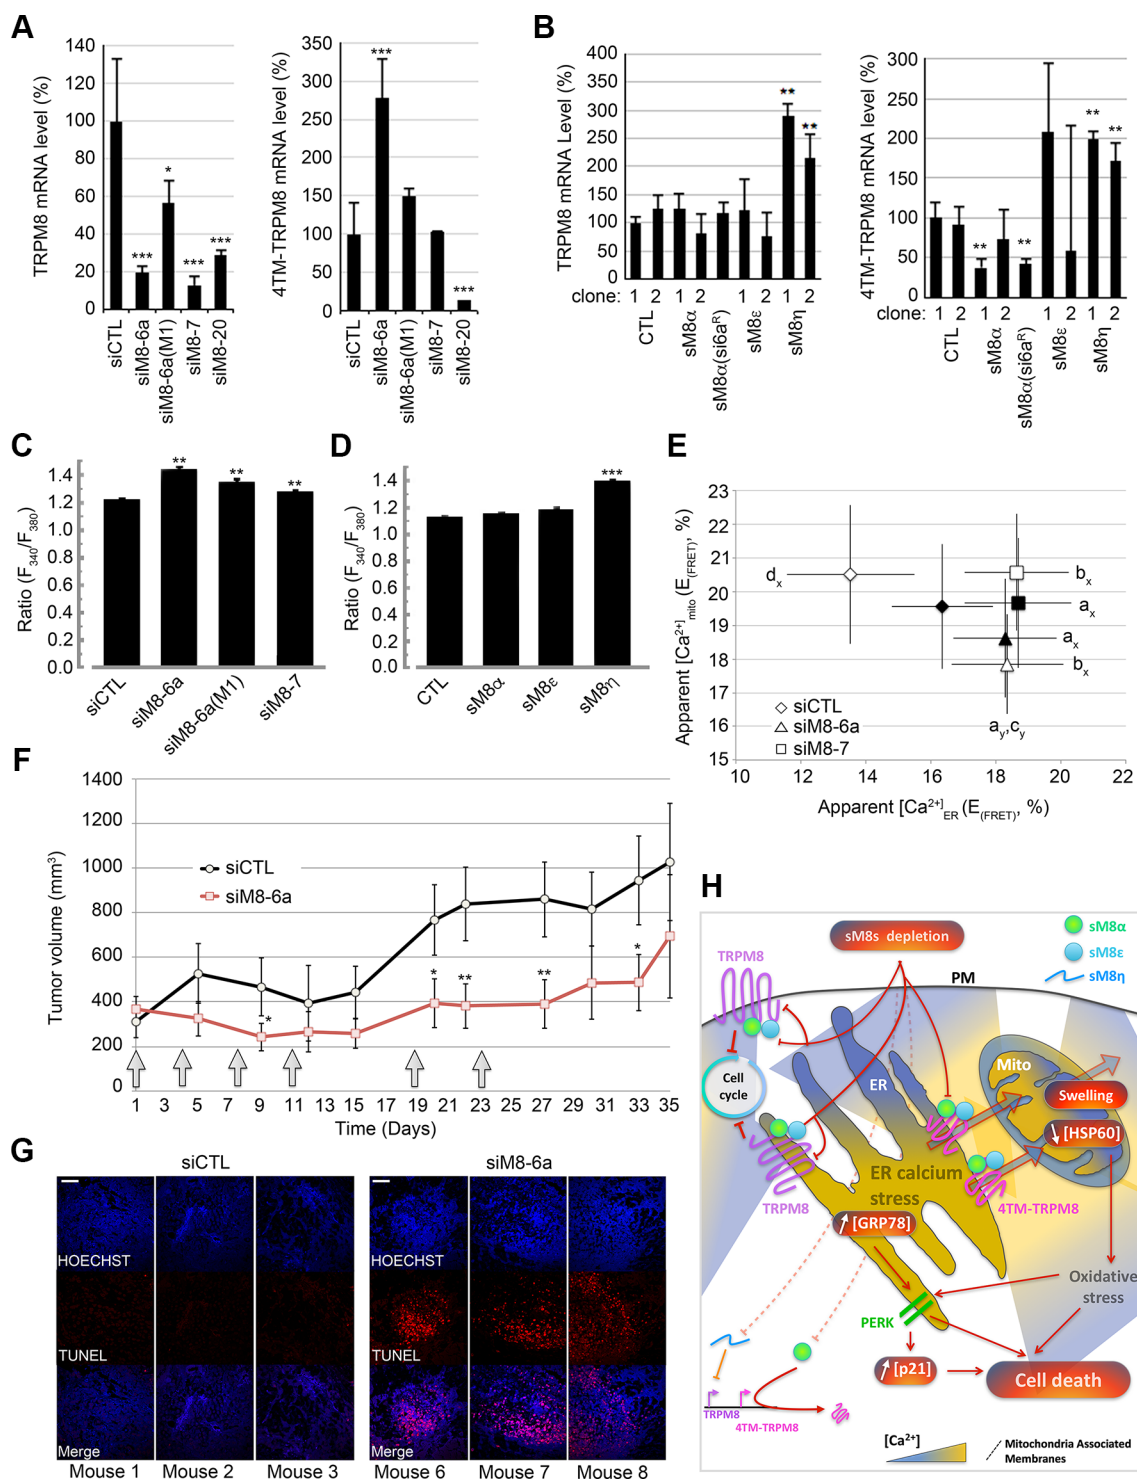 A
TRPM8 mRNA level (%)
140
120
100
80
60
40
20
0
*** * *** ***
siCTL
siM8-6a
siM8-6a(M1)
siM8-7
siM8-20
4TM-TRPM8 mRNA level (%)
350
300
250
200
150
100
50
0
*** ***
siCTL
siM8-6a
siM8-6a(M1)
siM8-7
siM8-20
B
TRPM8 mRNA Level (%)
400
350
300
250
200
150
100
50
0
** **
clone: 1 2 1 2 1 2 1 2
CTL
sM8α
sM8α(si6aR)
sM8ε
sM8η
4TM-TRPM8 mRNA level (%)
300
250
200
150
100
50
0
** ** ** **
clone: 1 2 1 2 1 2 1 2
CTL
sM8α
sM8α(si6aR)
sM8ε
sM8η
C
Ratio (F340/F380)
1.4
1.2
1.0
0.8
0.6
0.4
0.2
0.0
** ** **
siCTL
siM8-6a
siM8-6a(M1)
siM8-7
D
Ratio (F340/F380)
1.4
1.2
1.0
0.8
0.6
0.4
0.2
0.0
***
CTL
sM8α
sM8ε
sM8η
E
Apparent [Ca2+]mito (E(FRET), %)
23
22
21
20
19
18
17
16
15
dx
bx
ax
ax
bx
ay,cy
siCTL
siM8-6a
siM8-7
10 12 14 16 18 20 22
Apparent [Ca2+]ER (E(FRET), %)
F
Tumor volume (mm3)
1400
1200
1000
800
600
400
200
0
siCTL
siM8-6a
* * ** ** *
1 3 5 7 9 11 13 15 17 19 21 23 25 27 29 31 33 35
Time (Days)
G
siCTL siM8-6a
HOECHST HOECHST
TUNEL TUNEL
Merge Merge
Mouse 1 Mouse 2 Mouse 3 Mouse 6 Mouse 7 Mouse 8
H
sM8s depletion
sM8α
sM8ε
sM8η
TRPM8
PM
Cell
cycle
ER
Mito
Swelling
[HSP60]
ER calcium
stress
TRPM8
4TM-TRPM8
[GRP78]
Oxidative
stress
PERK
[p21]
Cell death
TRPM8
4TM-TRPM8
[Ca2+]
Mitochondria Associated
Membranes